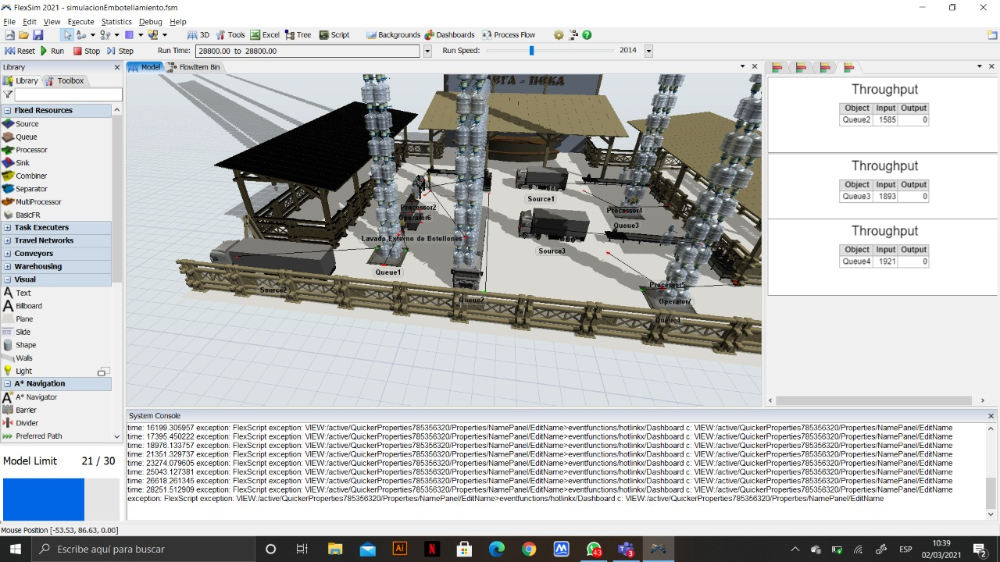 FlexSim 2021 - simulacionEmbotellamiento.fsm
File Edit View Execute Statistics Debug Help
3D Tools Excel Tree Script Backgrounds Dashboards Process Flow
Reset Run Stop Step Run Time: 28800.00 to 28800.00 Run Speed: 2014
Library
Library Toolbox
Fixed Resources
Source
Queue
Processor
Sink
Combiner
Separator
MultiProcessor
BasicFR
Task Executers
Travel Networks
Conveyors
Warehousing
Visual
Text
Billboard
Plane
Slide
Shape
Walls
Light
A* Navigation
A* Navigator
Barrier
Divider
Preferred Path
Model Limit 21 / 30
Model FlowItem Bin
Source1
Processor2
Operator6
Processor4
Queue3
Lavado Externo de Botellones
Source3
Queue1
Source2
Queue2
Processor5
Operator7
Queue4
Throughput
Object Input Output
Queue2 1585 0
Throughput
Object Input Output
Queue3 1893 0
Throughput
Object Input Output
Queue4 1921 0
System Console
time: 16199.305957 exception: FlexScript exception: VIEW:/active/QuickerProperties785356320/Properties/NamePanel/EditName>eventfunctions/hotlinkx/Dashboard c: VIEW:/active/QuickerProperties785356320/Properties/NamePanel/EditName
time: 17395.450222 exception: FlexScript exception: VIEW:/active/QuickerProperties785356320/Properties/NamePanel/EditName>eventfunctions/hotlinkx/Dashboard c: VIEW:/active/QuickerProperties785356320/Properties/NamePanel/EditName
time: 18976.133757 exception: FlexScript exception: VIEW:/active/QuickerProperties785356320/Properties/NamePanel/EditName>eventfunctions/hotlinkx/Dashboard c: VIEW:/active/QuickerProperties785356320/Properties/NamePanel/EditName
time: 21351.329737 exception: FlexScript exception: VIEW:/active/QuickerProperties785356320/Properties/NamePanel/EditName>eventfunctions/hotlinkx/Dashboard c: VIEW:/active/QuickerProperties785356320/Properties/NamePanel/EditName
time: 23274.079605 exception: FlexScript exception: VIEW:/active/QuickerProperties785356320/Properties/NamePanel/EditName>eventfunctions/hotlinkx/Dashboard c: VIEW:/active/QuickerProperties785356320/Properties/NamePanel/EditName
time: 25043.127381 exception: FlexScript exception: VIEW:/active/QuickerProperties785356320/Properties/NamePanel/EditName>eventfunctions/hotlinkx/Dashboard c: VIEW:/active/QuickerProperties785356320/Properties/NamePanel/EditName
time: 26618.261345 exception: FlexScript exception: VIEW:/active/QuickerProperties785356320/Properties/NamePanel/EditName>eventfunctions/hotlinkx/Dashboard c: VIEW:/active/QuickerProperties785356320/Properties/NamePanel/EditName
time: 28251.512909 exception: FlexScript exception: VIEW:/active/QuickerProperties785356320/Properties/NamePanel/EditName>eventfunctions/hotlinkx/Dashboard c: VIEW:/active/QuickerProperties785356320/Properties/NamePanel/EditName
exception: FlexScript exception: VIEW:/active/QuickerProperties785356320/Properties/NamePanel/EditName>eventfunctions/hotlinkx/Dashboard c: VIEW:/active/QuickerProperties785356320/Properties/NamePanel/EditName
Mouse Position [-53.53, 86.63, 0.00]
Escribe aquí para buscar
Ai
N
43
3
ESP
10:39
02/03/2021
2